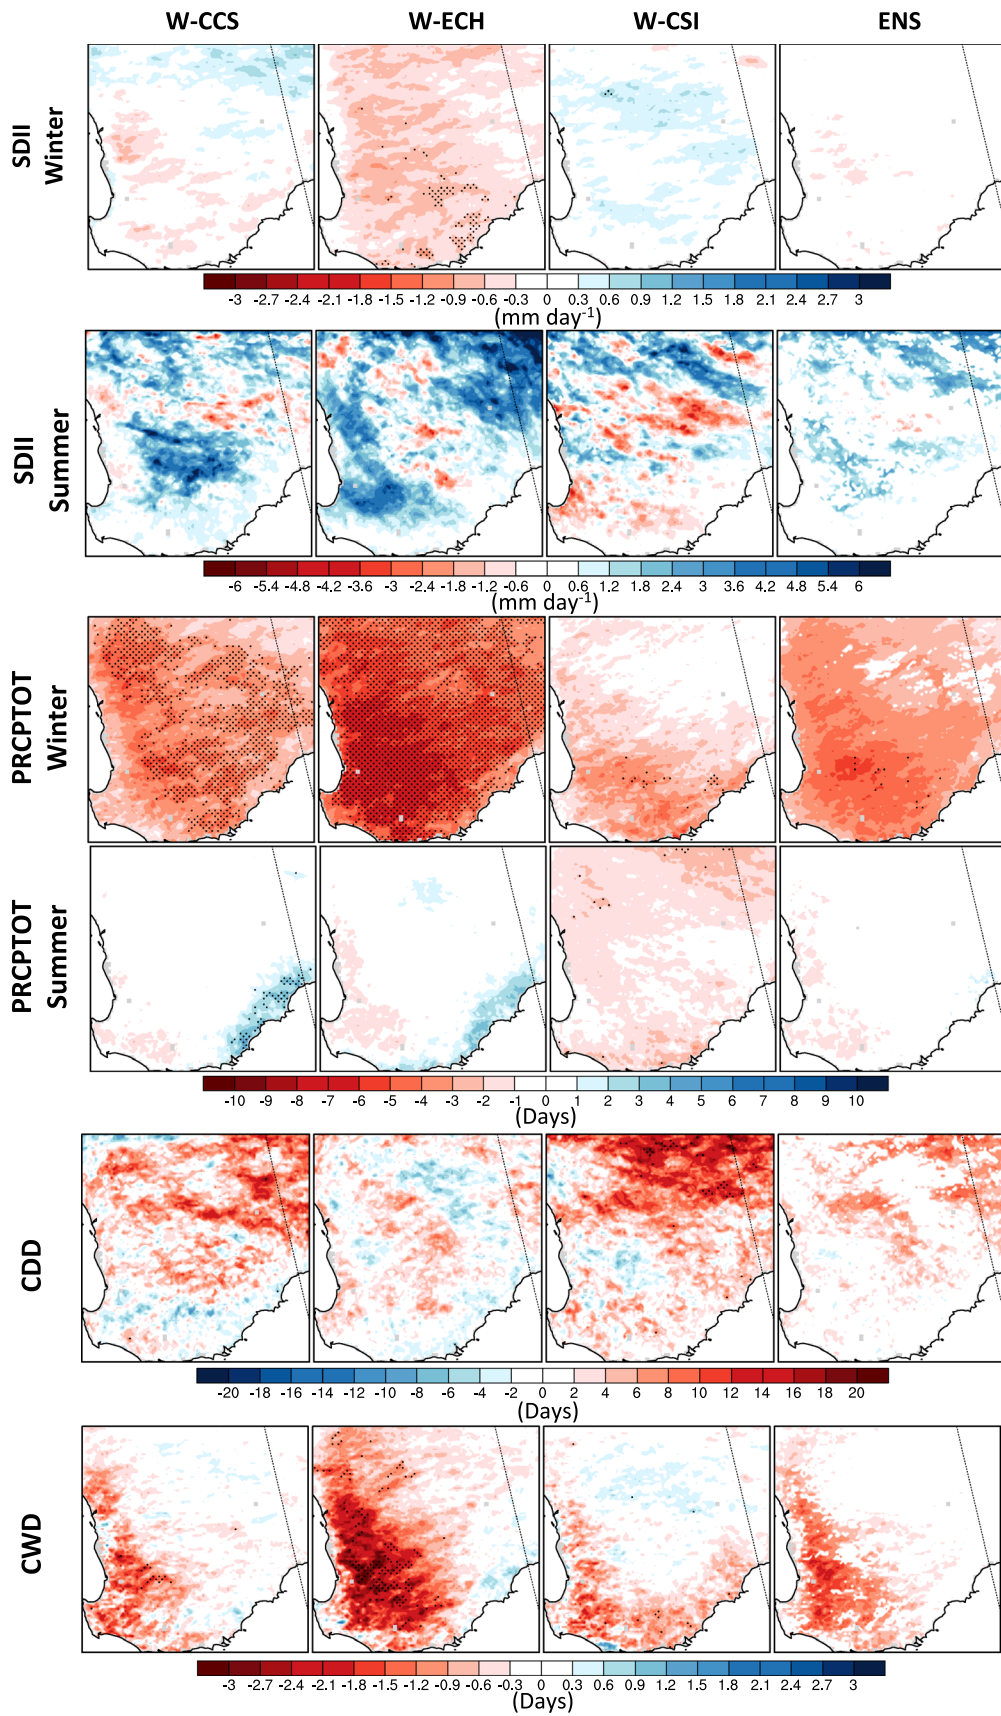 W-CCS W-ECH W-CSI ENS
SDII
Winter
-3 -2.7 -2.4 -2.1 -1.8 -1.5 -1.2 -0.9 -0.6 -0.3 0 0.3 0.6 0.9 1.2 1.5 1.8 2.1 2.4 2.7 3
(mm day⁻¹)
SDII
Summer
-6 -5.4 -4.8 -4.2 -3.6 -3 -2.4 -1.8 -1.2 -0.6 0 0.6 1.2 1.8 2.4 3 3.6 4.2 4.8 5.4 6
(mm day⁻¹)
PRCPTOT
Winter
PRCPTOT
Summer
-10 -9 -8 -7 -6 -5 -4 -3 -2 -1 0 1 2 3 4 5 6 7 8 9 10
(Days)
CDD
-20 -18 -16 -14 -12 -10 -8 -6 -4 -2 0 2 4 6 8 10 12 14 16 18 20
(Days)
CWD
-3 -2.7 -2.4 -2.1 -1.8 -1.5 -1.2 -0.9 -0.6 -0.3 0 0.3 0.6 0.9 1.2 1.5 1.8 2.1 2.4 2.7 3
(Days)